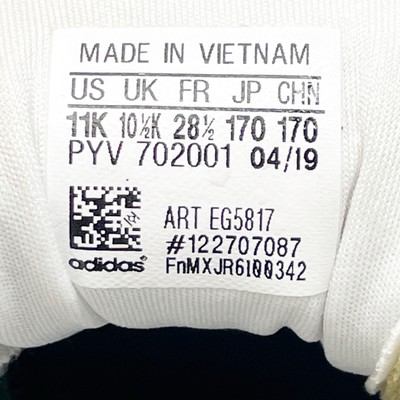 MADE IN VIETNAM
US UK FR JP CHN
11K 10½K 28½ 170 170
PYV 702001 04/19
ART EG5817
#122707087
adidas FnMXJR6I00342